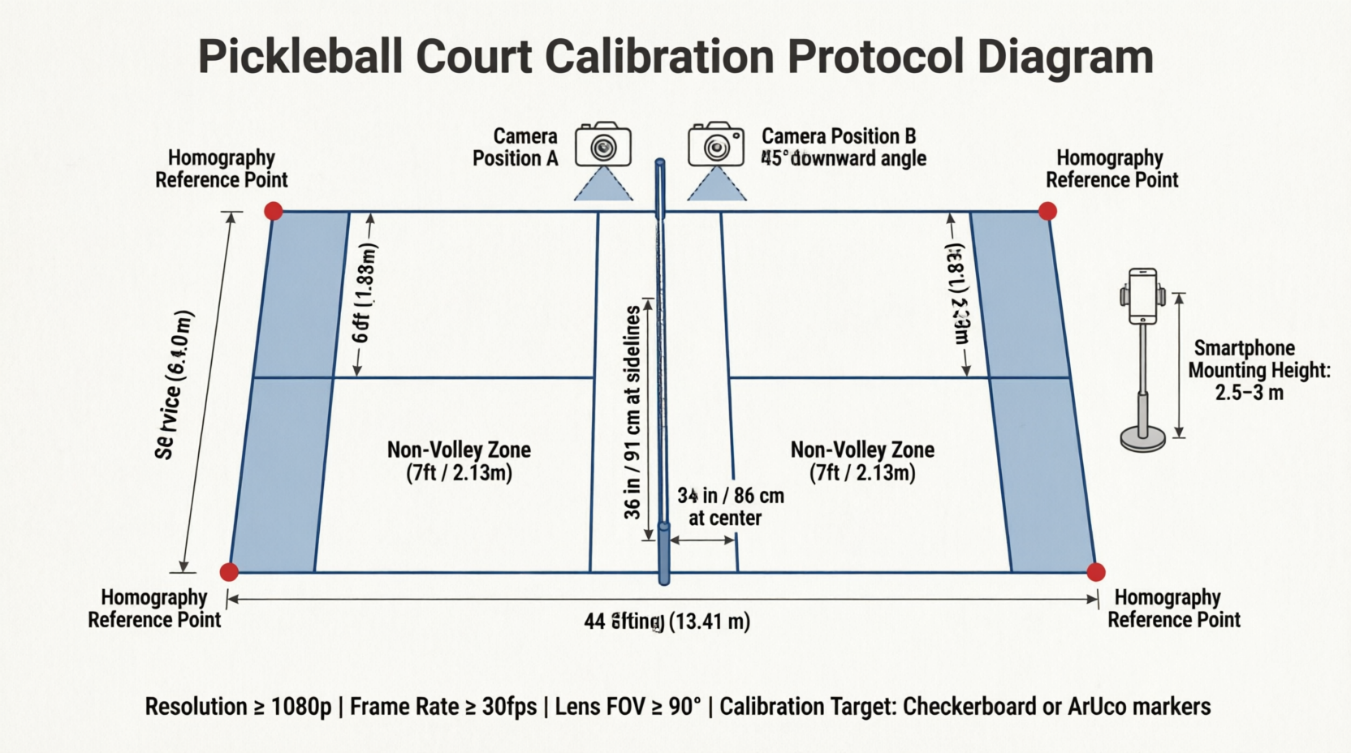 Pickleball Court Calibration Protocol Diagram
Camera
Position A
Camera Position B
downward angle
Homography
Reference Point
Homography
Reference Point
(1.83m)
36 in / 91 cm at sidelines
Smartphone
Mounting Height:
2.5–3 m
Non-Volley Zone
(7ft / 2.13m)
Non-Volley Zone
(7ft / 2.13m)
34 in / 86 cm
at center
Homography
Reference Point
44 (13.41 m)
Homography
Reference Point
Resolution ≥ 1080p | Frame Rate ≥ 30fps | Lens FOV ≥ 90° | Calibration Target: Checkerboard or ArUco markers